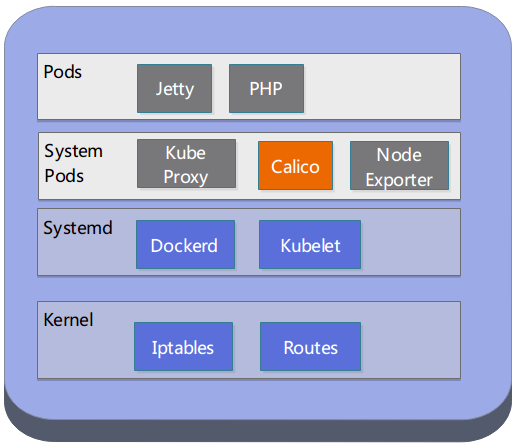 Pods
Jetty
PHP
System
Pods
Kube
Proxy
Calico
Node
Exporter
Systemd
Dockerd
Kubelet
Kernel
Iptables
Routes